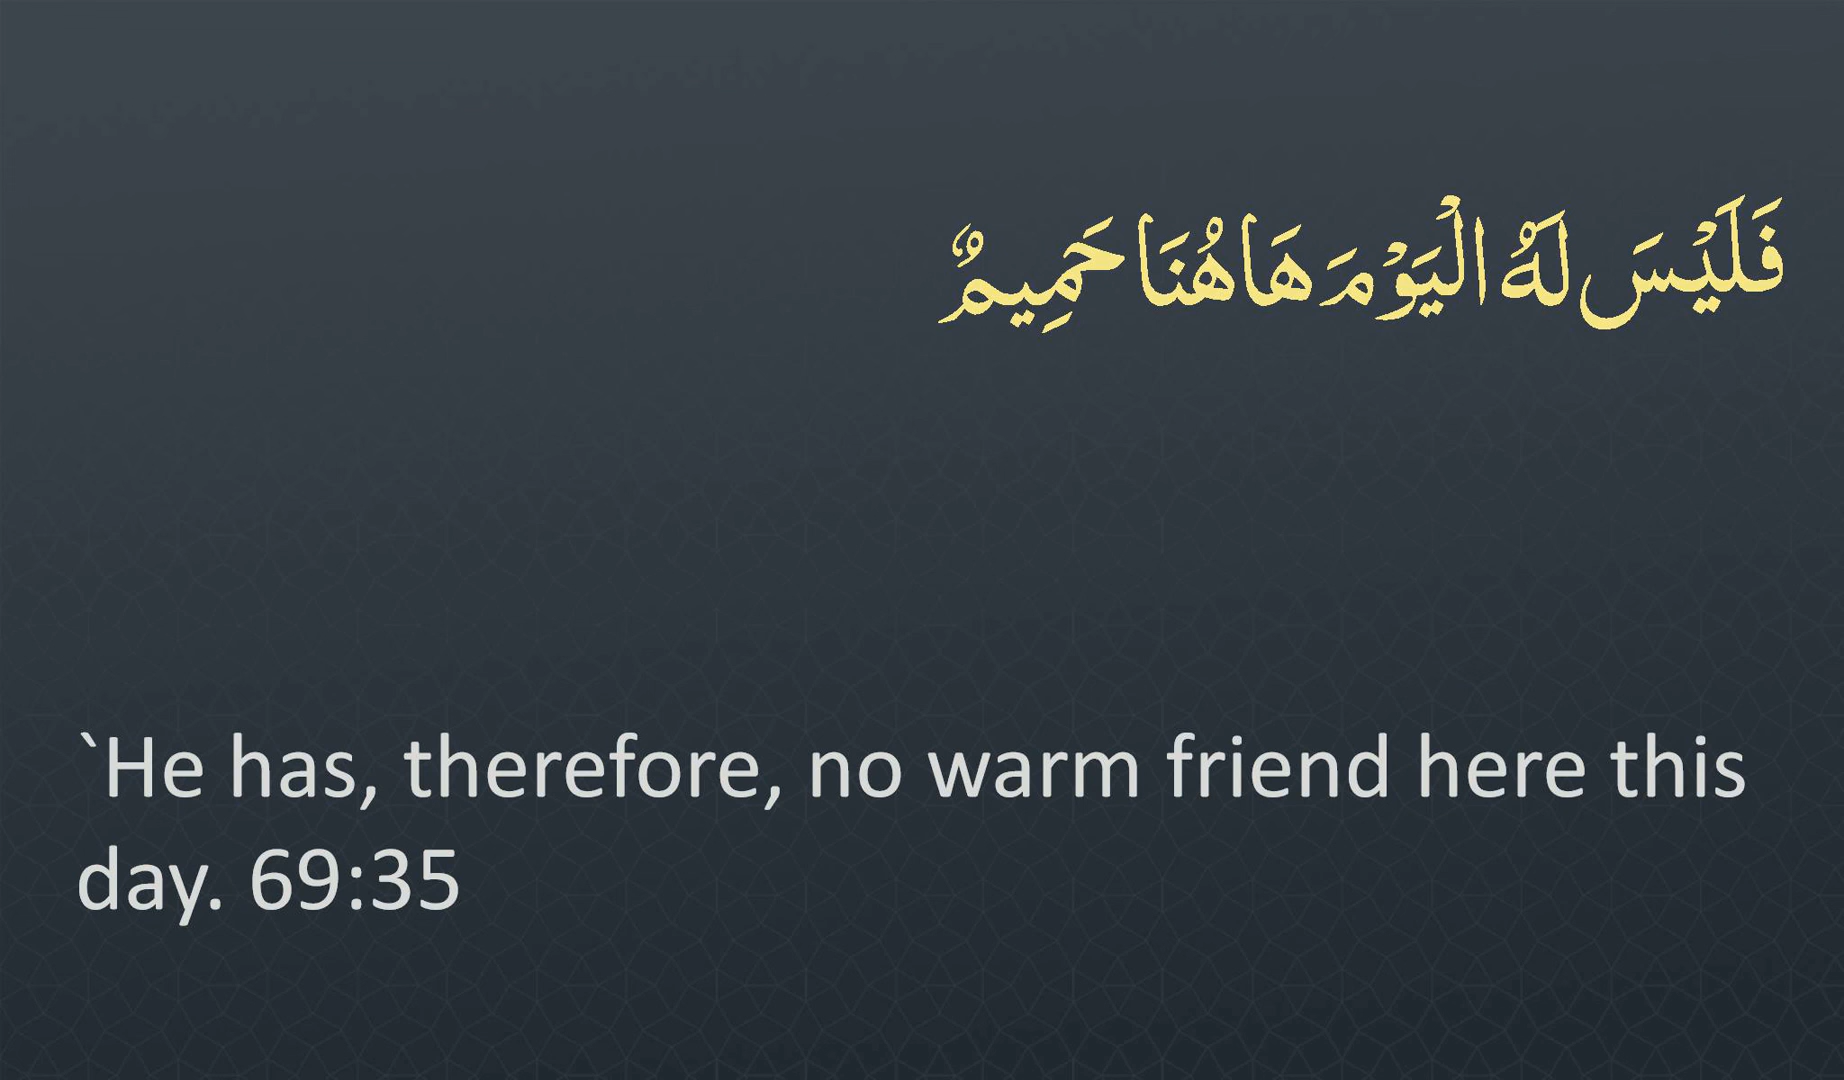 فَلَيْسَ لَهُ الْيَوْمَ هَاهُنَا حَمِيمٌ
`He has, therefore, no warm friend here this
day. 69:35